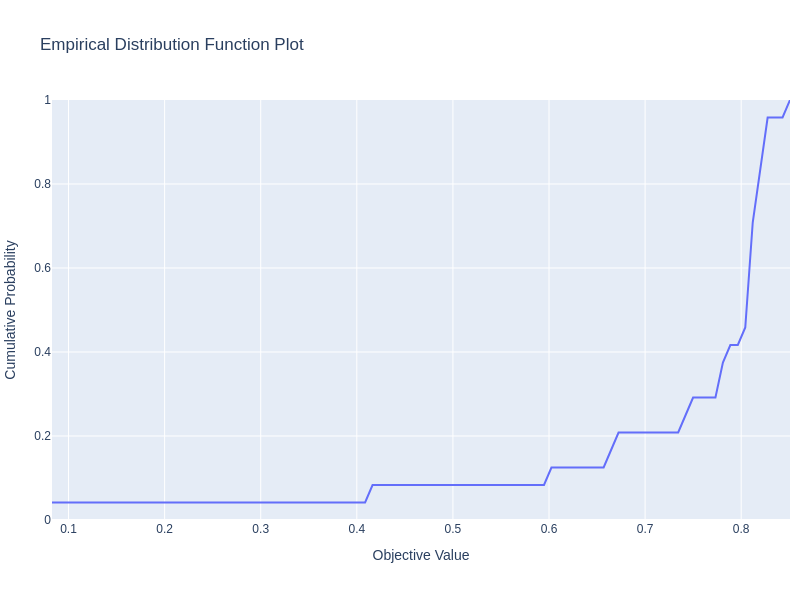 Empirical Distribution Function Plot
1
0.8
0.6
0.4
0.2
0
Cumulative Probability
0.1 0.2 0.3 0.4 0.5 0.6 0.7 0.8
Objective Value